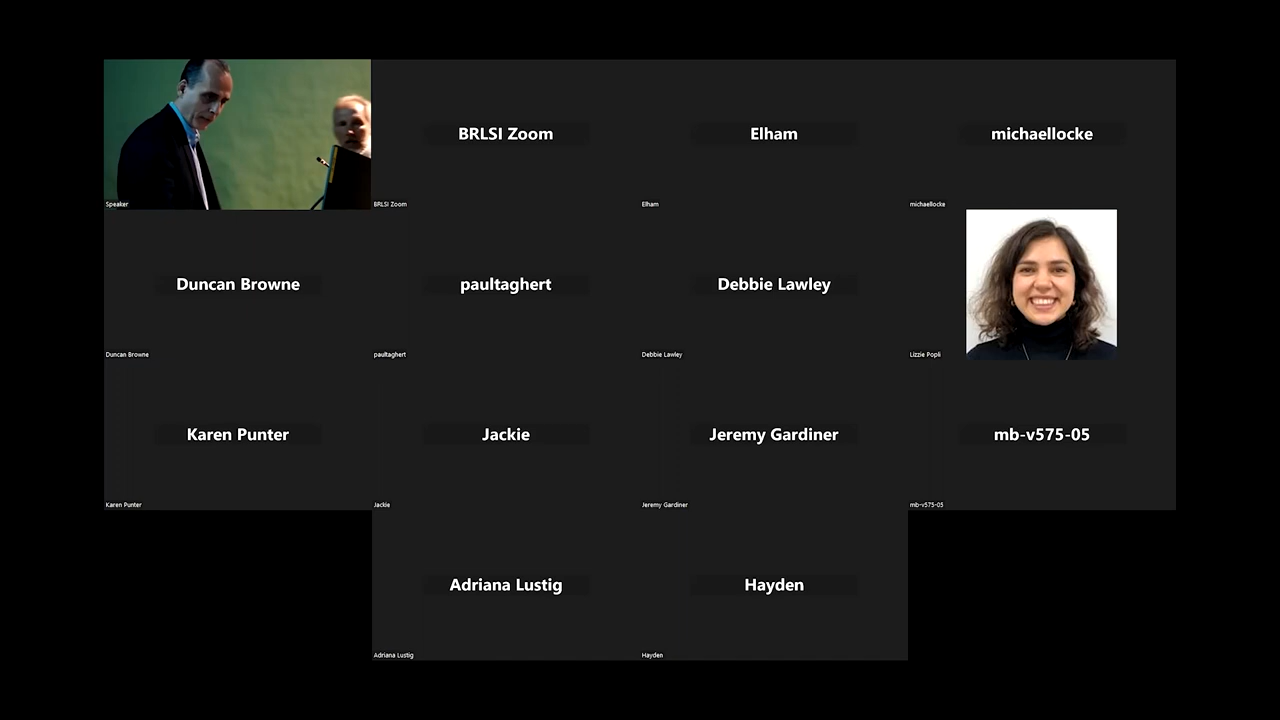 Speaker
BRLSI Zoom
BRLSI Zoom
Elham
Elham
michaellocke
michaellocke
Duncan Browne
Duncan Browne
paultaghert
paultaghert
Debbie Lawley
Debbie Lawley
Lizzie Popli
Karen Punter
Karen Punter
Jackie
Jackie
Jeremy Gardiner
Jeremy Gardiner
mb-v575-05
mb-v575-05
Adriana Lustig
Adriana Lustig
Hayden
Hayden